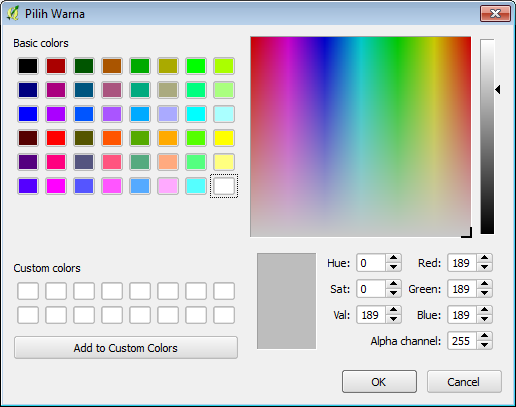 Pilih Warna
Basic colors
Custom colors
Add to Custom Colors
Hue: 0 Red: 189
Sat: 0 Green: 189
Val: 189 Blue: 189
Alpha channel: 255
OK Cancel